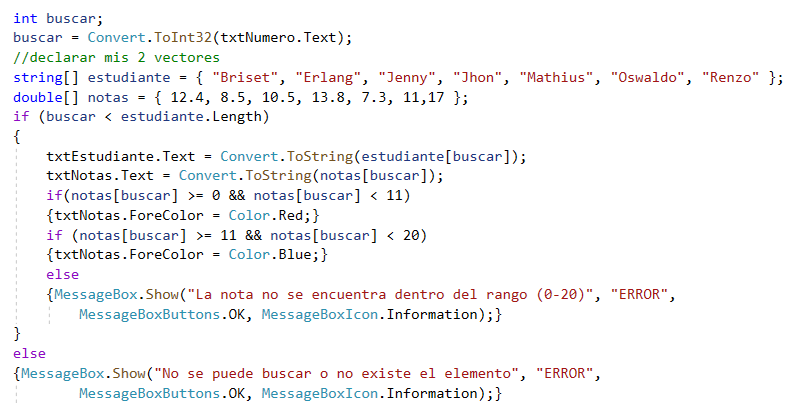 int buscar;
buscar = Convert.ToInt32(txtNumero.Text);
//declarar mis 2 vectores
string[] estudiante = { "Briset", "Erlang", "Jenny", "Jhon", "Mathius", "Oswaldo", "Renzo" };
double[] notas = { 12.4, 8.5, 10.5, 13.8, 7.3, 11,17 };
if (buscar < estudiante.Length)
{
    txtEstudiante.Text = Convert.ToString(estudiante[buscar]);
    txtNotas.Text = Convert.ToString(notas[buscar]);
    if(notas[buscar] >= 0 && notas[buscar] < 11)
    {txtNotas.ForeColor = Color.Red;}
    if (notas[buscar] >= 11 && notas[buscar] < 20)
    {txtNotas.ForeColor = Color.Blue;}
    else
    {MessageBox.Show("La nota no se encuentra dentro del rango (0-20)", "ERROR",
        MessageBoxButtons.OK, MessageBoxIcon.Information);}
}
else
{MessageBox.Show("No se puede buscar o no existe el elemento", "ERROR",
        MessageBoxButtons.OK, MessageBoxIcon.Information);}